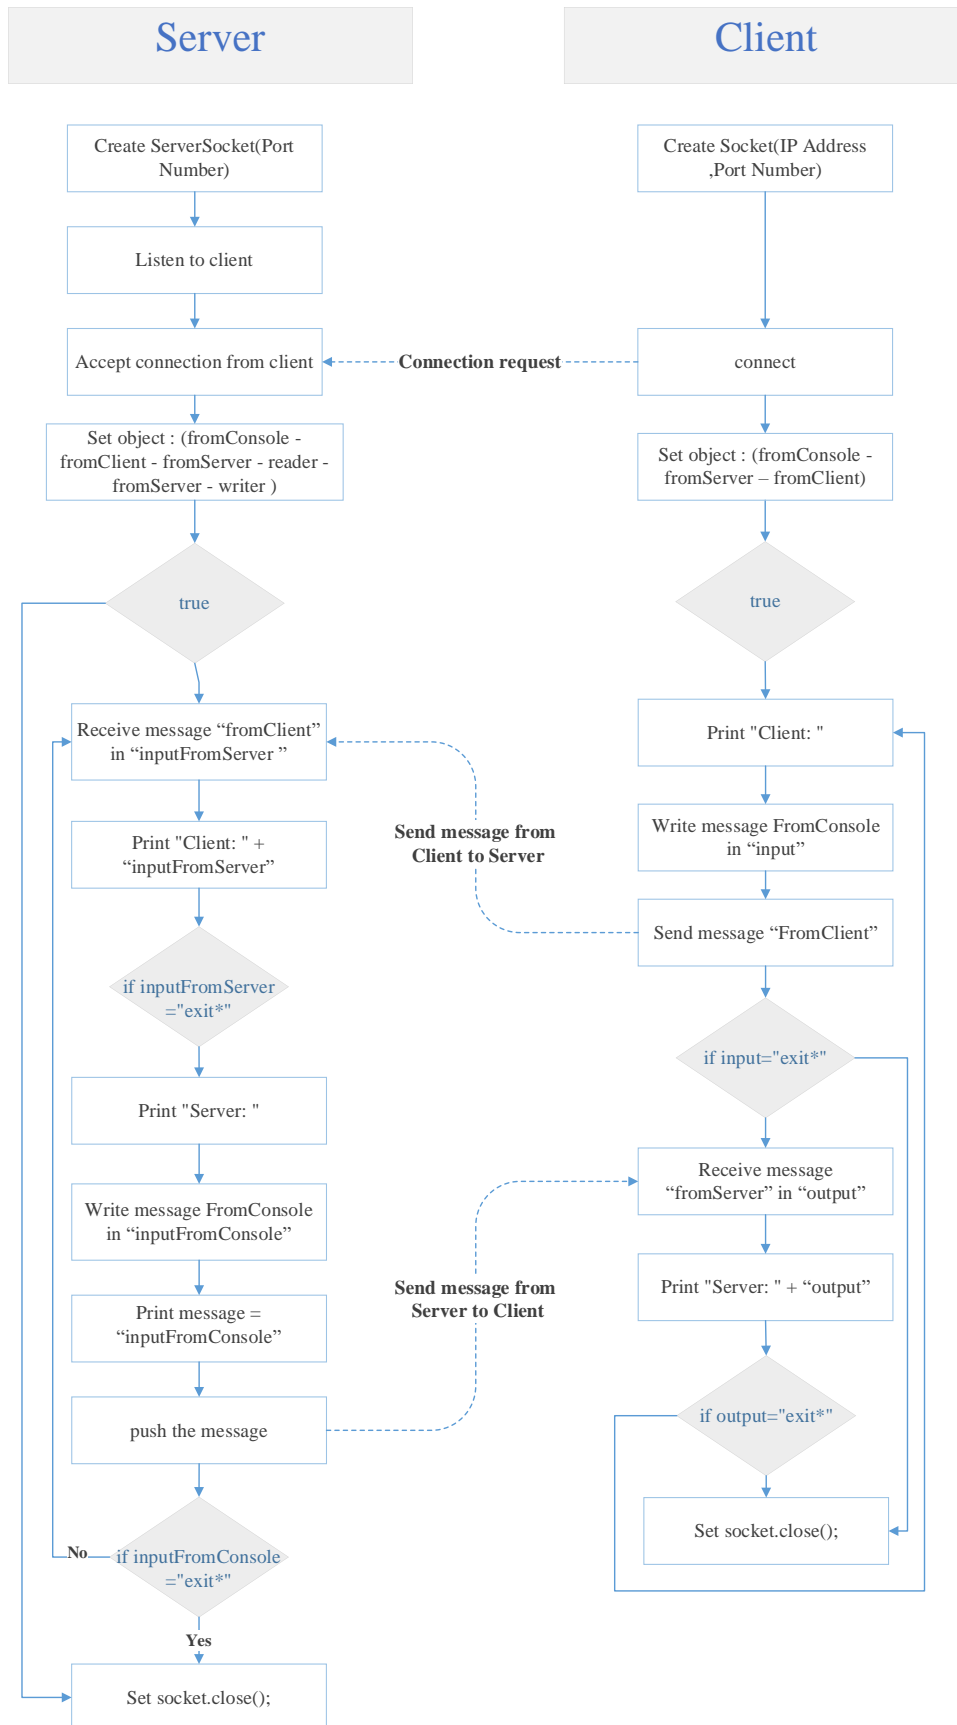 Server
Create ServerSocket(Port
Number)
Listen to client
Accept connection from client
Set object : (fromConsole -
fromClient - fromServer - reader -
fromServer - writer )
true
Receive message “fromClient”
in “inputFromServer ”
Print "Client: " +
“inputFromServer”
if inputFromServer
="exit*"
Print "Server: "
Write message FromConsole
in “inputFromConsole”
Print message =
“inputFromConsole”
push the message
No
if inputFromConsole
="exit*"
Yes
Set socket.close();
Connection request
Send message from
Client to Server
Send message from
Server to Client
Client
Create Socket(IP Address
,Port Number)
connect
Set object : (fromConsole -
fromServer – fromClient)
true
Print "Client: "
Write message FromConsole
in “input”
Send message “FromClient”
if input="exit*"
Receive message
“fromServer” in “output”
Print "Server: " + “output”
if output="exit*"
Set socket.close();